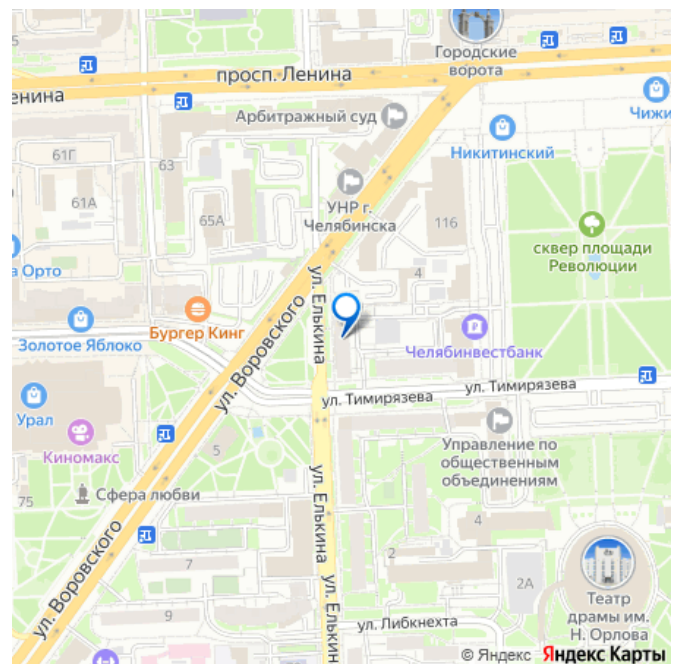 Городские
ворота
просп. Ленина
Ленина
Арбитражный суд
Чижи
Никитинский
61Г
63
УНР г.
Челябинска
61А
65А
116
сквер площади
Революции
4
а Орто
ул. Елькина
ул. Воровского
Бургер Кинг
Золотое Яблоко
Челябинвестбанк
ул. Тимирязева
ул. Тимирязева
Урал
Киномакс
5
Управление по
общественным
объединениям
75
Сфера любви
ул. Елькина
4
ул. Воровского
2
7
2А
ул. Елькин
Театр
драмы им.
Н. Орлова
9
ул. Либкнехта
© Яндекс Яндекс Карты